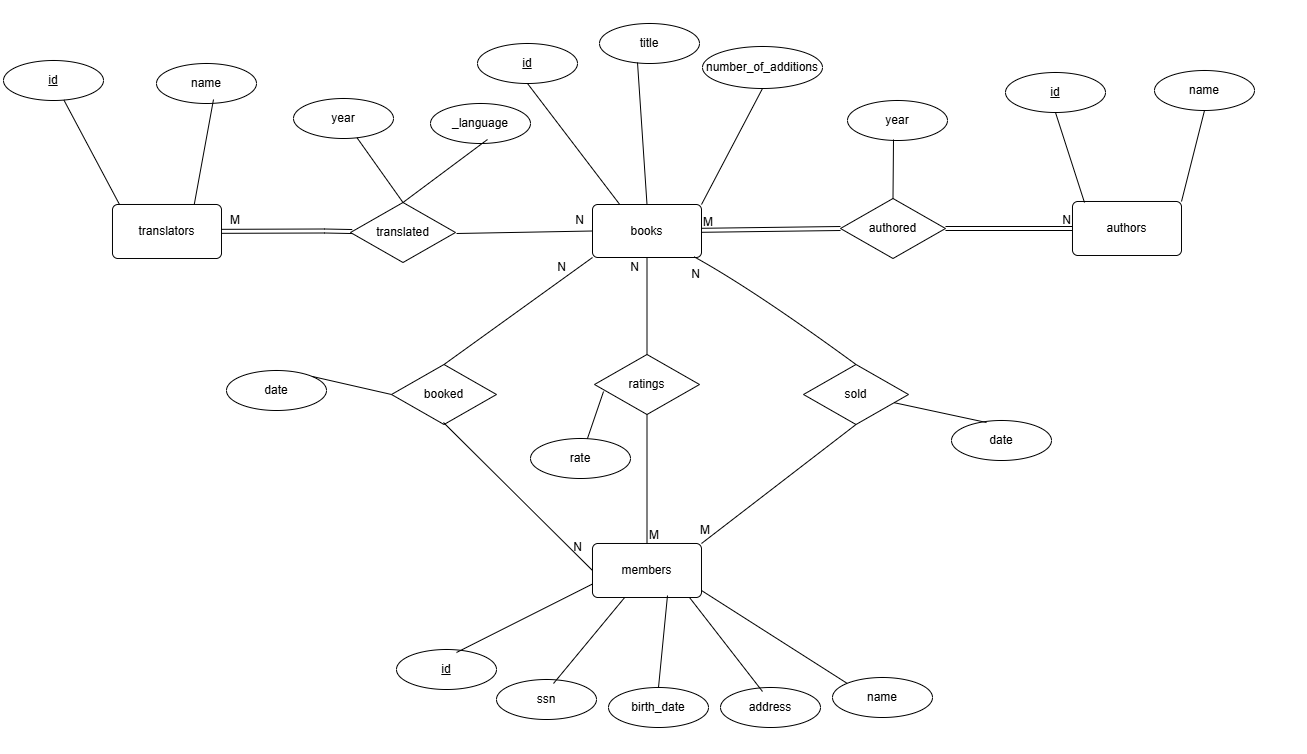 title
id
number_of_additions
id
name
id
name
year
_language
year
M
N
M
N
translators
translated
books
authored
authors
N
N
N
date
booked
ratings
sold
date
rate
N
M
M
members
id
ssn
birth_date
address
name